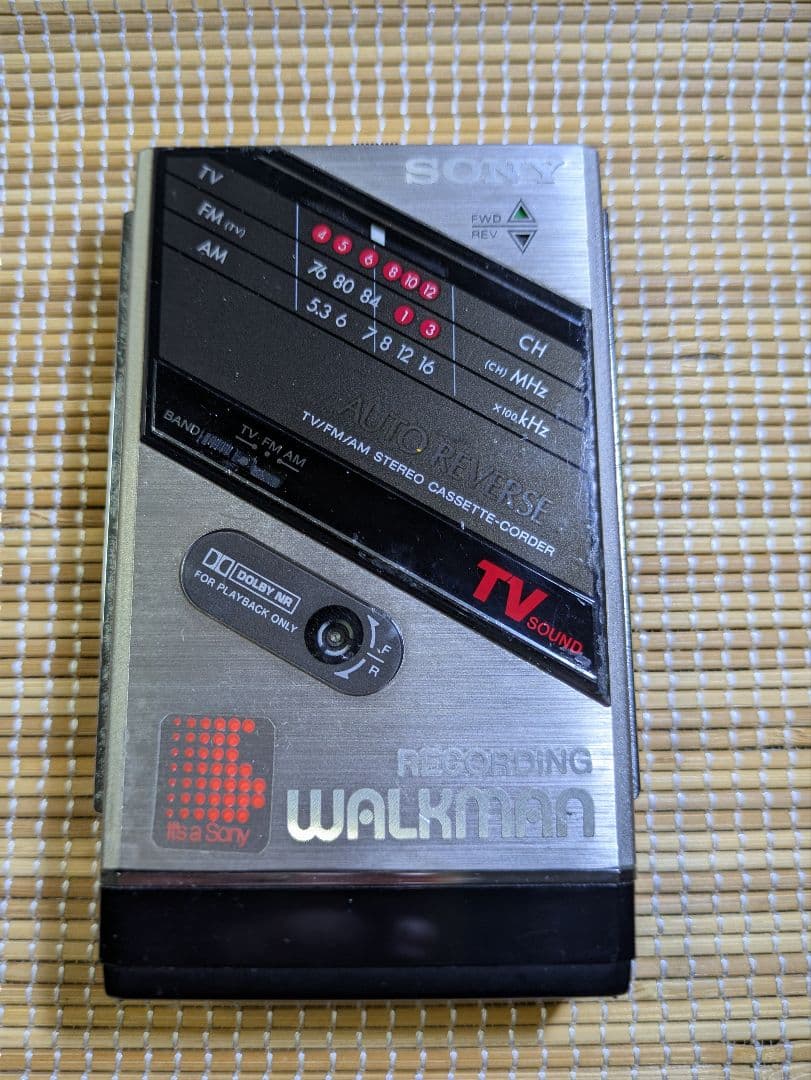 SONY
FWD
REV
TV
4 5 6 8 10 12
CH
FM (TV)
76 80 84 1 3
(CH) MHz
AM
5.3 6 7 8 12 16
×100 kHz
AUTO REVERSE
TV/FM/AM STEREO CASSETTE-CORDER
BAND
TV FM AM
TV
SOUND
DOLBY NR
FOR PLAYBACK ONLY
F
R
RECORDING
WALKMAN
It's a Sony